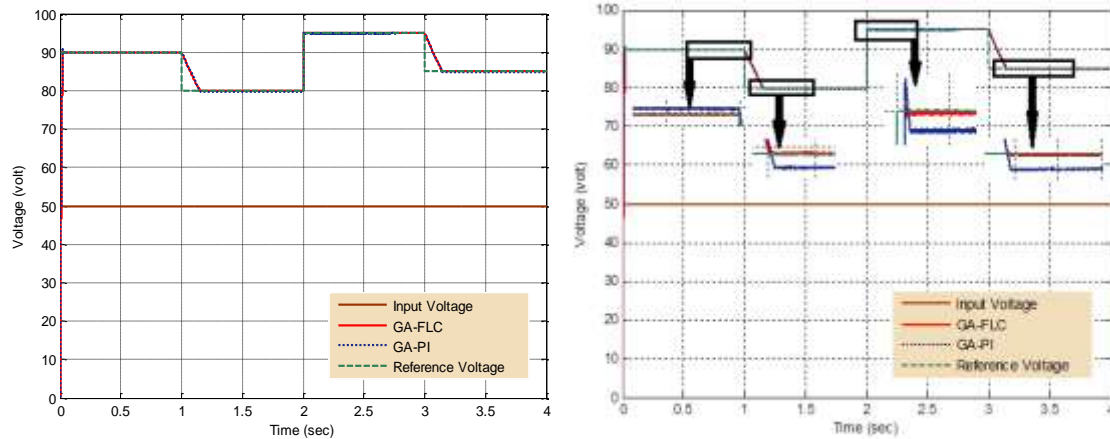 100
90
80
70
60
50
40
30
20
10
0
Voltage (volt)
0 0.5 1 1.5 2 2.5 3 3.5 4
Time (sec)
Input Voltage
GA-FLC
GA-PI
Reference Voltage
100
90
80
70
60
50
40
30
20
10
0
Voltage (volt)
0 0.5 1 1.5 2 2.5 3 3.5 4
Time (sec)
Input Voltage
GA-FLC
GA-PI
Reference Voltage